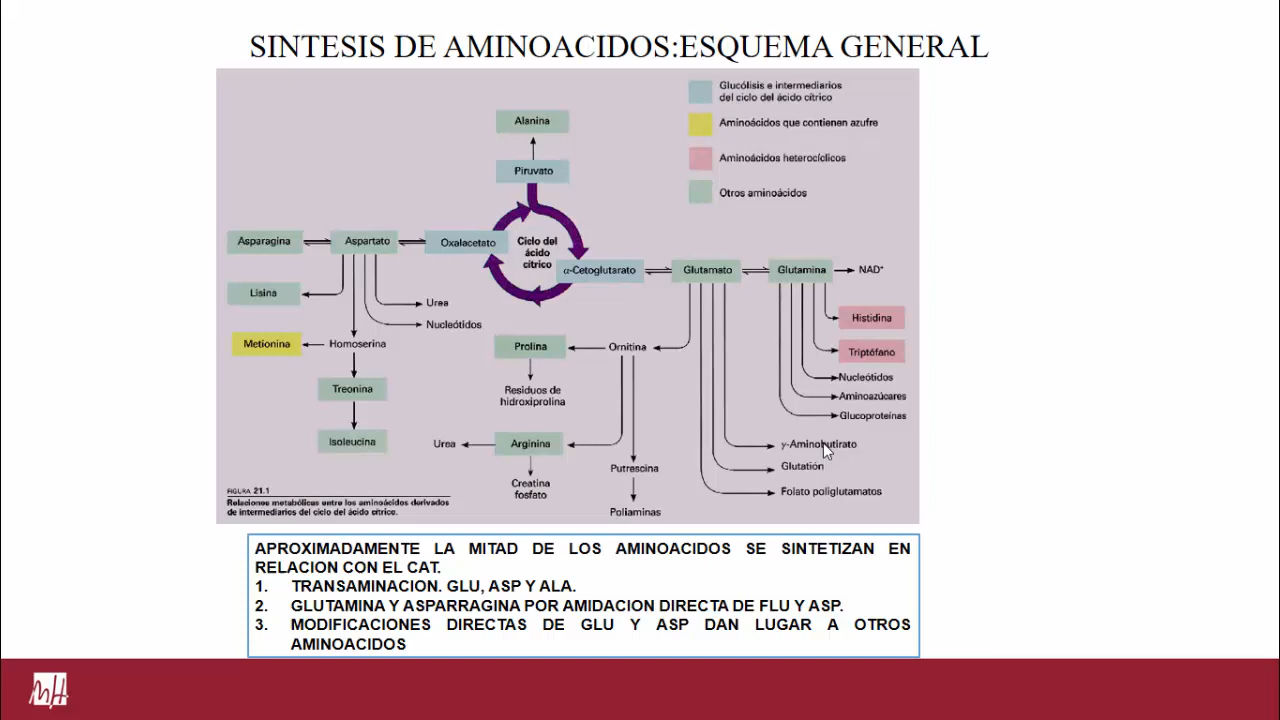 SINTESIS DE AMINOACIDOS:ESQUEMA GENERAL
Glucólisis e intermediarios
del ciclo del ácido cítrico
Aminoácidos que contienen azufre
Aminoácidos heterocíclicos
Otros aminoácidos
Alanina
Piruvato
Ciclo del
ácido
cítrico
Asparagina
Aspartato
Oxalacetato
α-Cetoglutarato
Glutamato
Glutamina
NAD⁺
Lisina
Urea
Nucleótidos
Metionina
Homoserina
Treonina
Isoleucina
Prolina
Ornitina
Residuos de
hidroxiprolina
Urea
Arginina
Creatina
fosfato
Putrescina
Poliaminas
Histidina
Triptófano
Nucleótidos
Aminoazúcares
Glucoproteínas
γ-Aminobutirato
Glutatión
Folato poliglutamatos
FIGURA 21.1
Relaciones metabólicas entre los aminoácidos derivados
de intermediarios del ciclo del ácido cítrico.
APROXIMADAMENTE LA MITAD DE LOS AMINOACIDOS SE SINTETIZAN EN
RELACION CON EL CAT.
1. TRANSAMINACION. GLU, ASP Y ALA.
2. GLUTAMINA Y ASPARRAGINA POR AMIDACION DIRECTA DE FLU Y ASP.
3. MODIFICACIONES DIRECTAS DE GLU Y ASP DAN LUGAR A OTROS
AMINOACIDOS
MH